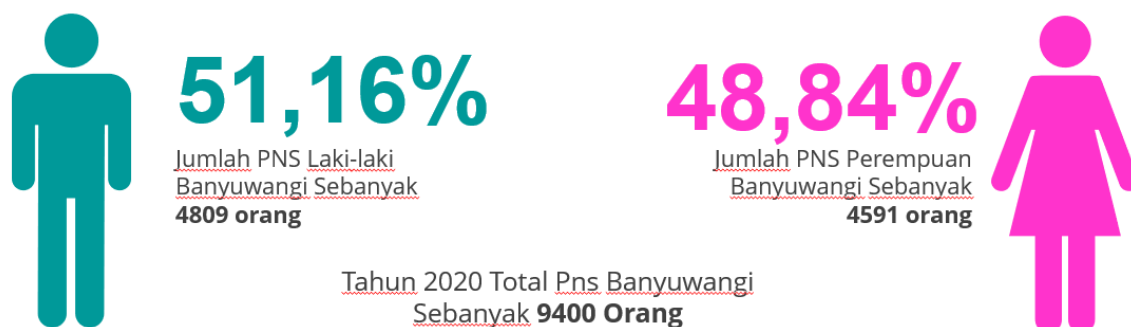 51,16%
Jumlah PNS Laki-laki
Banyuwangi Sebanyak
4809 orang
48,84%
Jumlah PNS Perempuan
Banyuwangi Sebanyak
4591 orang
Tahun 2020 Total Pns Banyuwangi
Sebanyak 9400 Orang